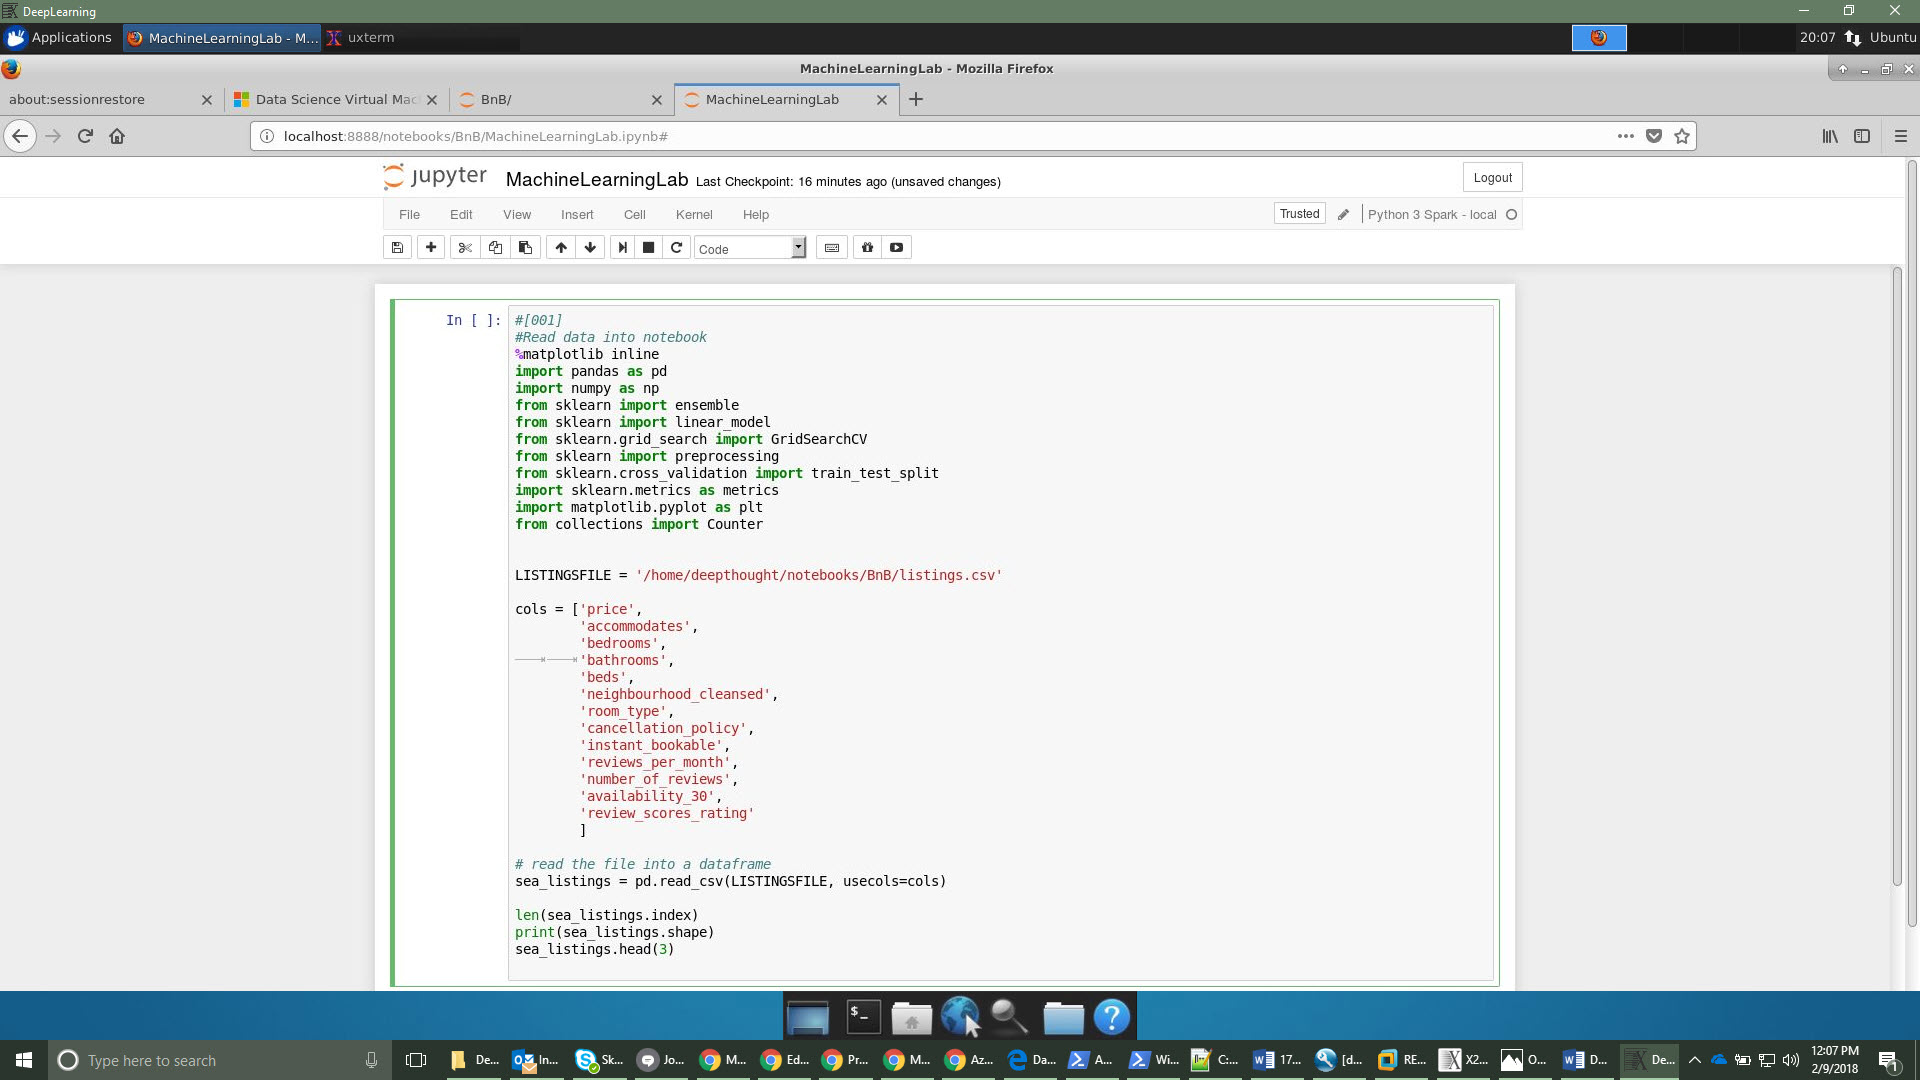 DeepLearning
Applications MachineLearningLab - M... uxterm 20:07 Ubuntu
MachineLearningLab - Mozilla Firefox
about:sessionrestore Data Science Virtual Mac BnB/ MachineLearningLab
localhost:8888/notebooks/BnB/MachineLearningLab.ipynb#
jupyter MachineLearningLab Last Checkpoint: 16 minutes ago (unsaved changes) Logout
File Edit View Insert Cell Kernel Help Trusted Python 3 Spark - local
Code
In [ ]: #[001]
#Read data into notebook
%matplotlib inline
import pandas as pd
import numpy as np
from sklearn import ensemble
from sklearn import linear_model
from sklearn.grid_search import GridSearchCV
from sklearn import preprocessing
from sklearn.cross_validation import train_test_split
import sklearn.metrics as metrics
import matplotlib.pyplot as plt
from collections import Counter
LISTINGSFILE = '/home/deepthought/notebooks/BnB/listings.csv'
cols = ['price',
'accommodates',
'bedrooms',
'bathrooms',
'beds',
'neighbourhood_cleansed',
'room_type',
'cancellation_policy',
'instant_bookable',
'reviews_per_month',
'number_of_reviews',
'availability_30',
'review_scores_rating'
]
# read the file into a dataframe
sea_listings = pd.read_csv(LISTINGSFILE, usecols=cols)
len(sea_listings.index)
print(sea_listings.shape)
sea_listings.head(3)
Type here to search De... In... Sk... Jo... M... Ed... Pr... M... Az... Da... A... Wi... C:... 17... [d... RE... X2... O... D... De... 12:07 PM
2/9/2018